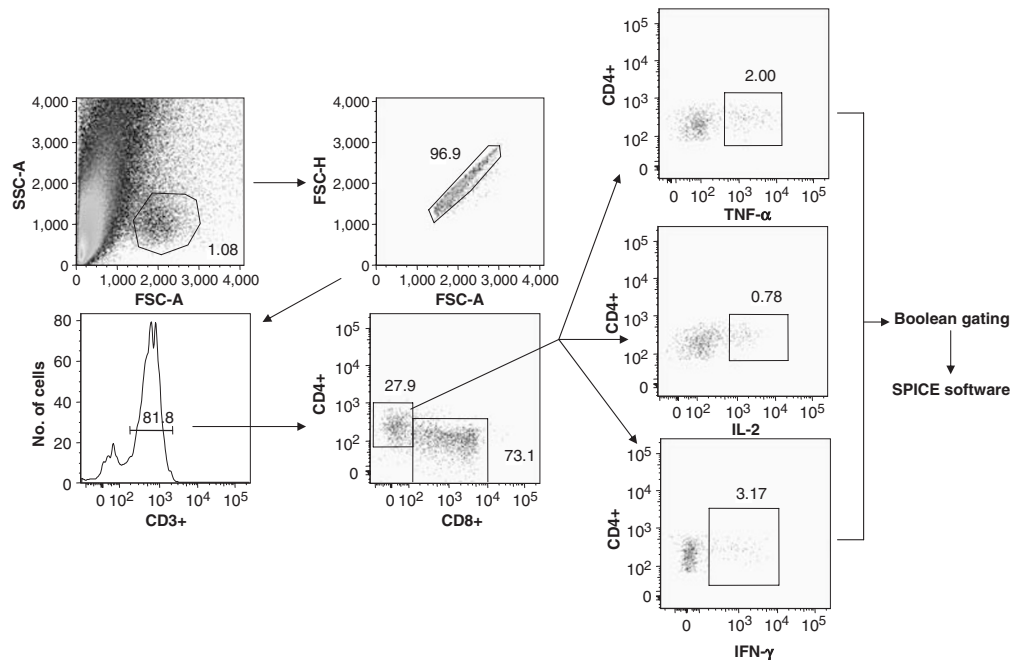 SSC-A
4,000
3,000
2,000
1,000
0
1.08
0 1,000 2,000 3,000 4,000
FSC-A
FSC-H
4,000
3,000
2,000
1,000
0
96.9
0 1,000 2,000 3,000 4,000
FSC-A
No. of cells
80
60
40
20
0
81.8
0 10² 10³ 10⁴ 10⁵
CD3+
CD4+
10⁵
10⁴
10³
10²
0
27.9
73.1
0 10² 10³ 10⁴ 10⁵
CD8+
CD4+
10⁵
10⁴
10³
10²
0
2.00
0 10² 10³ 10⁴ 10⁵
TNF-α
CD4+
10⁵
10⁴
10³
10²
0
0.78
0 10² 10³ 10⁴ 10⁵
IL-2
CD4+
10⁵
10⁴
10³
10²
0
3.17
0 10³ 10⁴ 10⁵
IFN-γ
Boolean gating
SPICE software